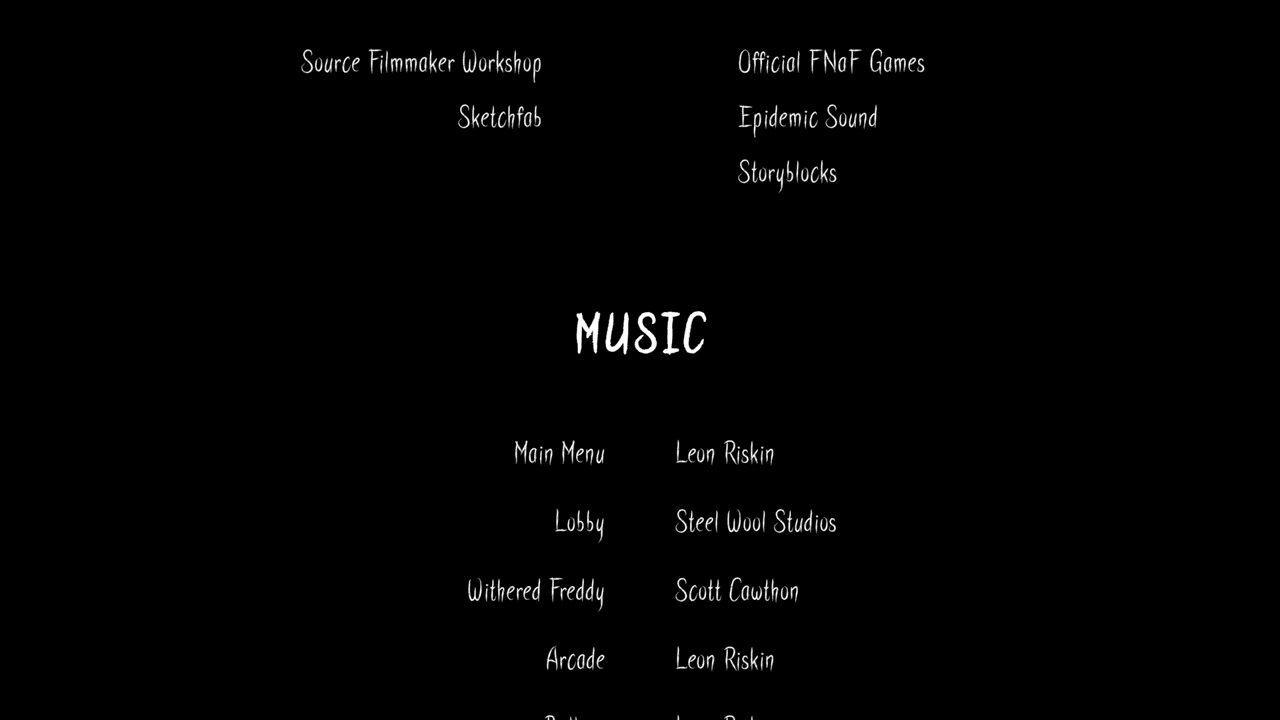 Source Filmmaker Workshop Official FNaF Games
Sketchfab Epidemic Sound
Storyblocks
MUSIC
Main Menu Leon Riskin
Lobby Steel Wool Studios
Withered Freddy Scott Cawthon
Arcade Leon Riskin